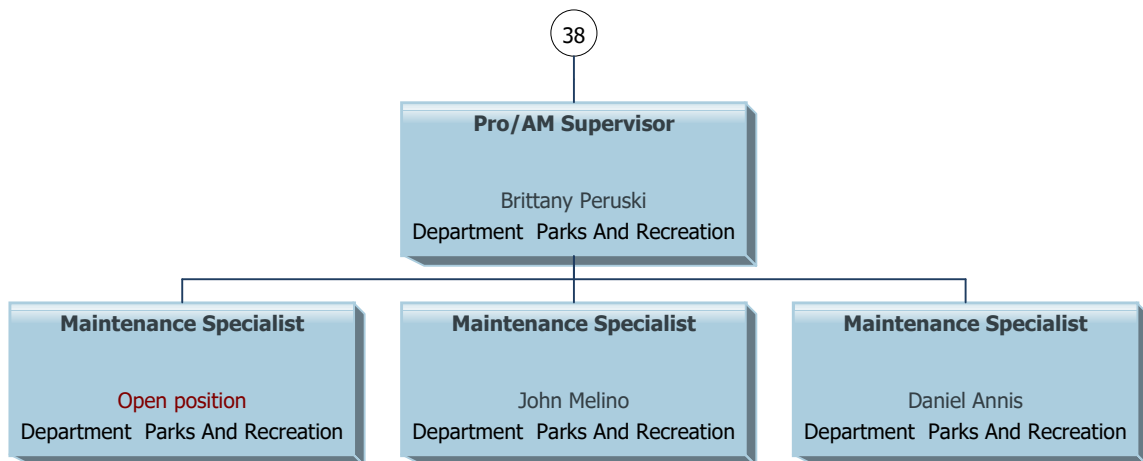 38
Pro/AM Supervisor
Brittany Peruski
Department  Parks And Recreation
Maintenance Specialist
Open position
Department  Parks And Recreation
Maintenance Specialist
John Melino
Department  Parks And Recreation
Maintenance Specialist
Daniel Annis
Department  Parks And Recreation